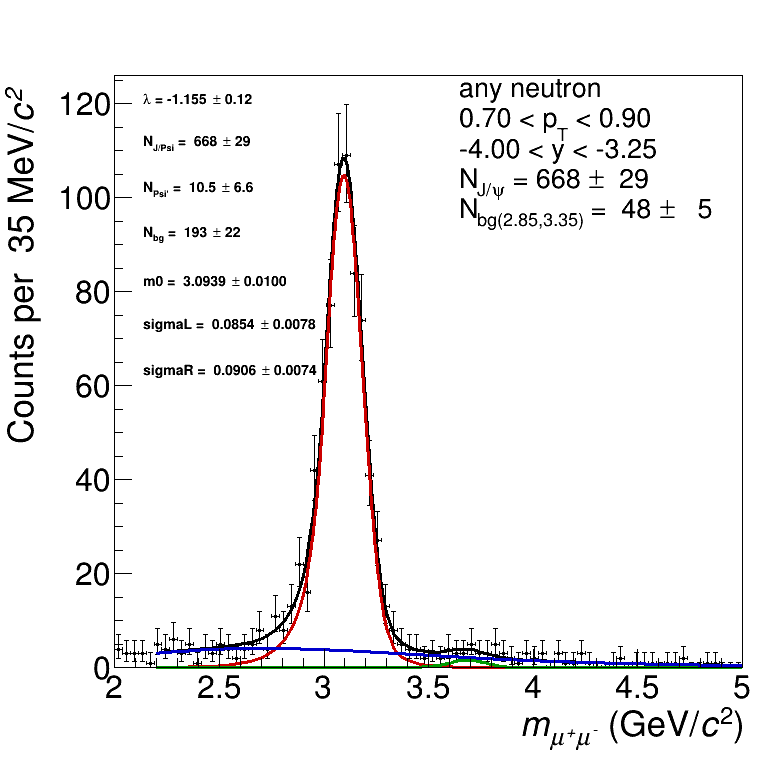 any neutron
0.70 < p_T < 0.90
-4.00 < y < -3.25
N_J/ψ = 668 ± 29
N_bg(2.85,3.35) = 48 ± 5
λ = -1.155 ± 0.12
N_J/Psi = 668 ± 29
N_Psi' = 10.5 ± 6.6
N_bg = 193 ± 22
m0 = 3.0939 ± 0.0100
sigmaL = 0.0854 ± 0.0078
sigmaR = 0.0906 ± 0.0074
Counts per 35 MeV/c²
120
100
80
60
40
20
0
2 2.5 3 3.5 4 4.5 5
m_μ⁺μ⁻ (GeV/c²)